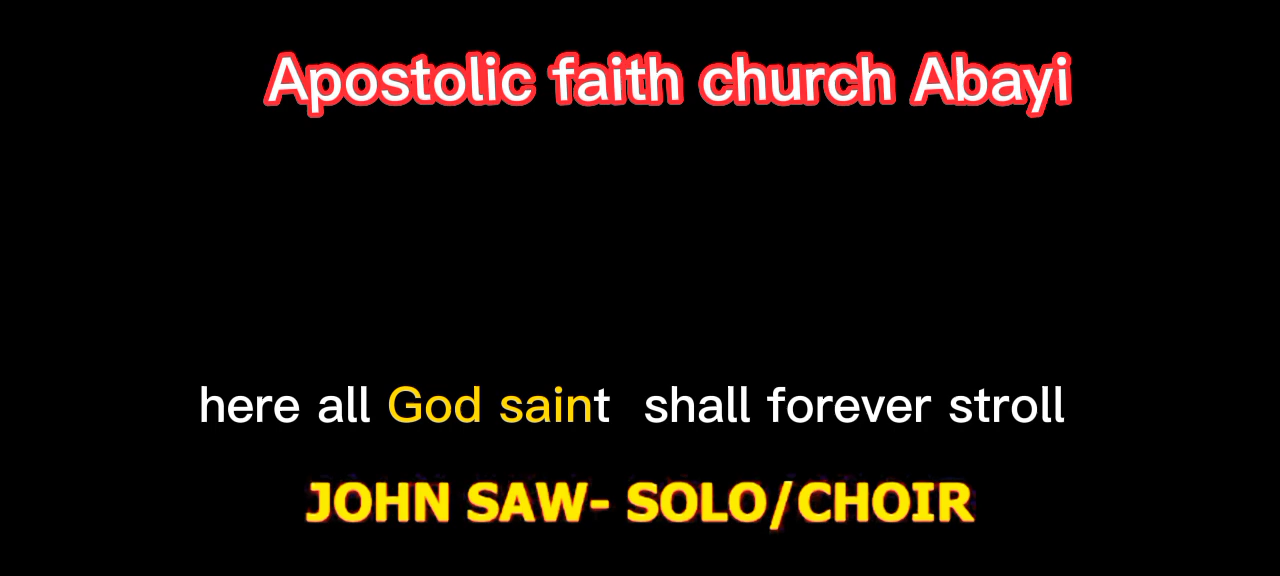 Apostolic faith church Abayi
here all God saint shall forever stroll
JOHN SAW- SOLO/CHOIR